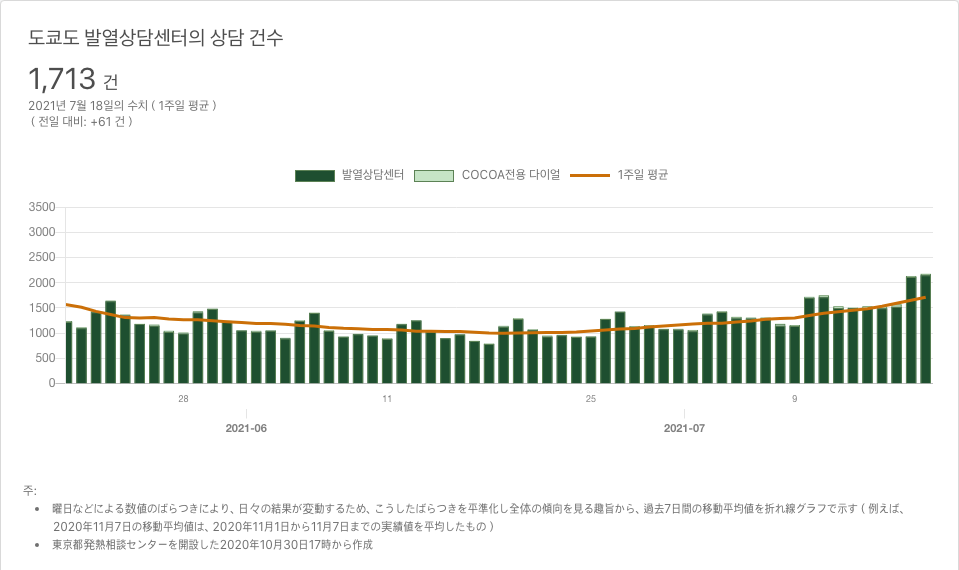 도쿄도 발열상담센터의 상담 건수
1,713 건
2021년 7월 18일의 수치 ( 1주일 평균 )
( 전일 대비: +61 건 )
발열상담센터 COCOA전용 다이얼 1주일 평균
3500
3000
2500
2000
1500
1000
500
0
28 11 25 9
2021-06 2021-07
주:
• 曜日などによる数値のばらつきにより、日々の結果が変動するため、こうしたばらつきを平準化し全体の傾向を見る趣旨から、過去7日間の移動平均値を折れ線グラフで示す ( 例えば、
2020年11月7日の移動平均値は、2020年11月1日から11月7日までの実績値を平均したもの )
• 東京都発熱相談センターを開設した2020年10月30日17時から作成